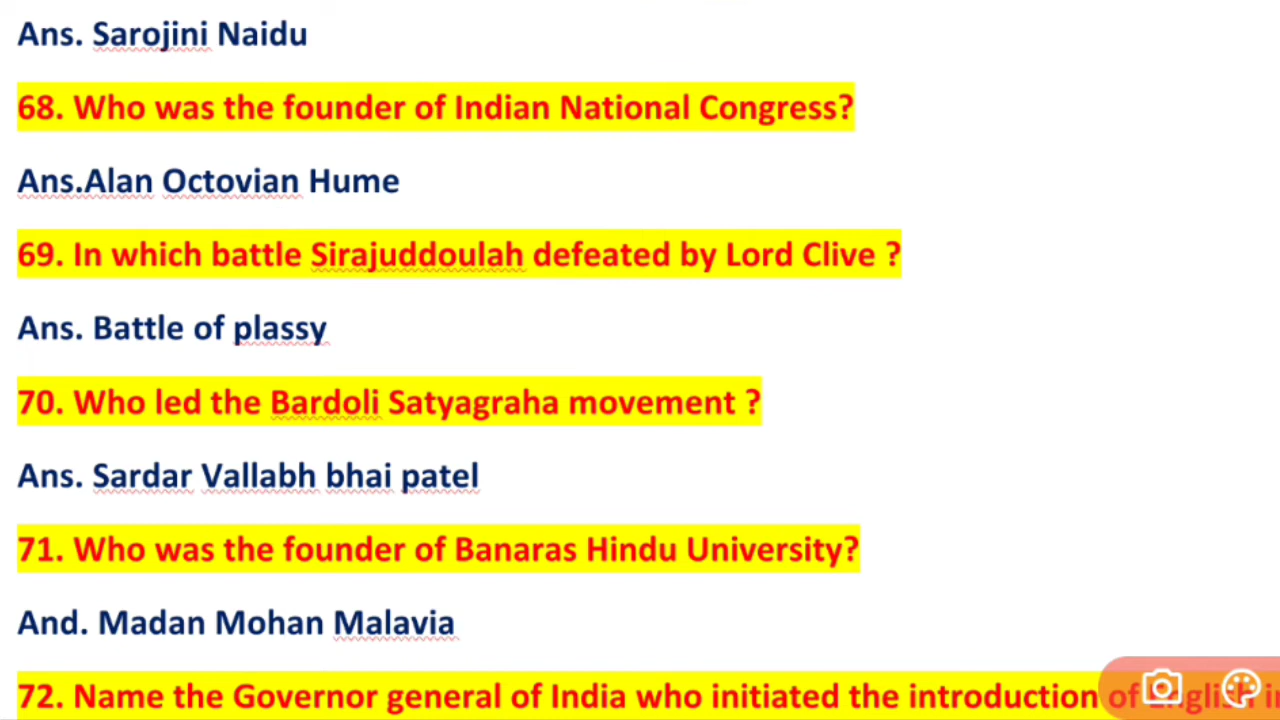 Ans. Sarojini Naidu
68. Who was the founder of Indian National Congress?
Ans.Alan Octovian Hume
69. In which battle Sirajuddoulah defeated by Lord Clive ?
Ans. Battle of plassy
70. Who led the Bardoli Satyagraha movement ?
Ans. Sardar Vallabh bhai patel
71. Who was the founder of Banaras Hindu University?
And. Madan Mohan Malavia
72. Name the Governor general of India who initiated the introduction of English